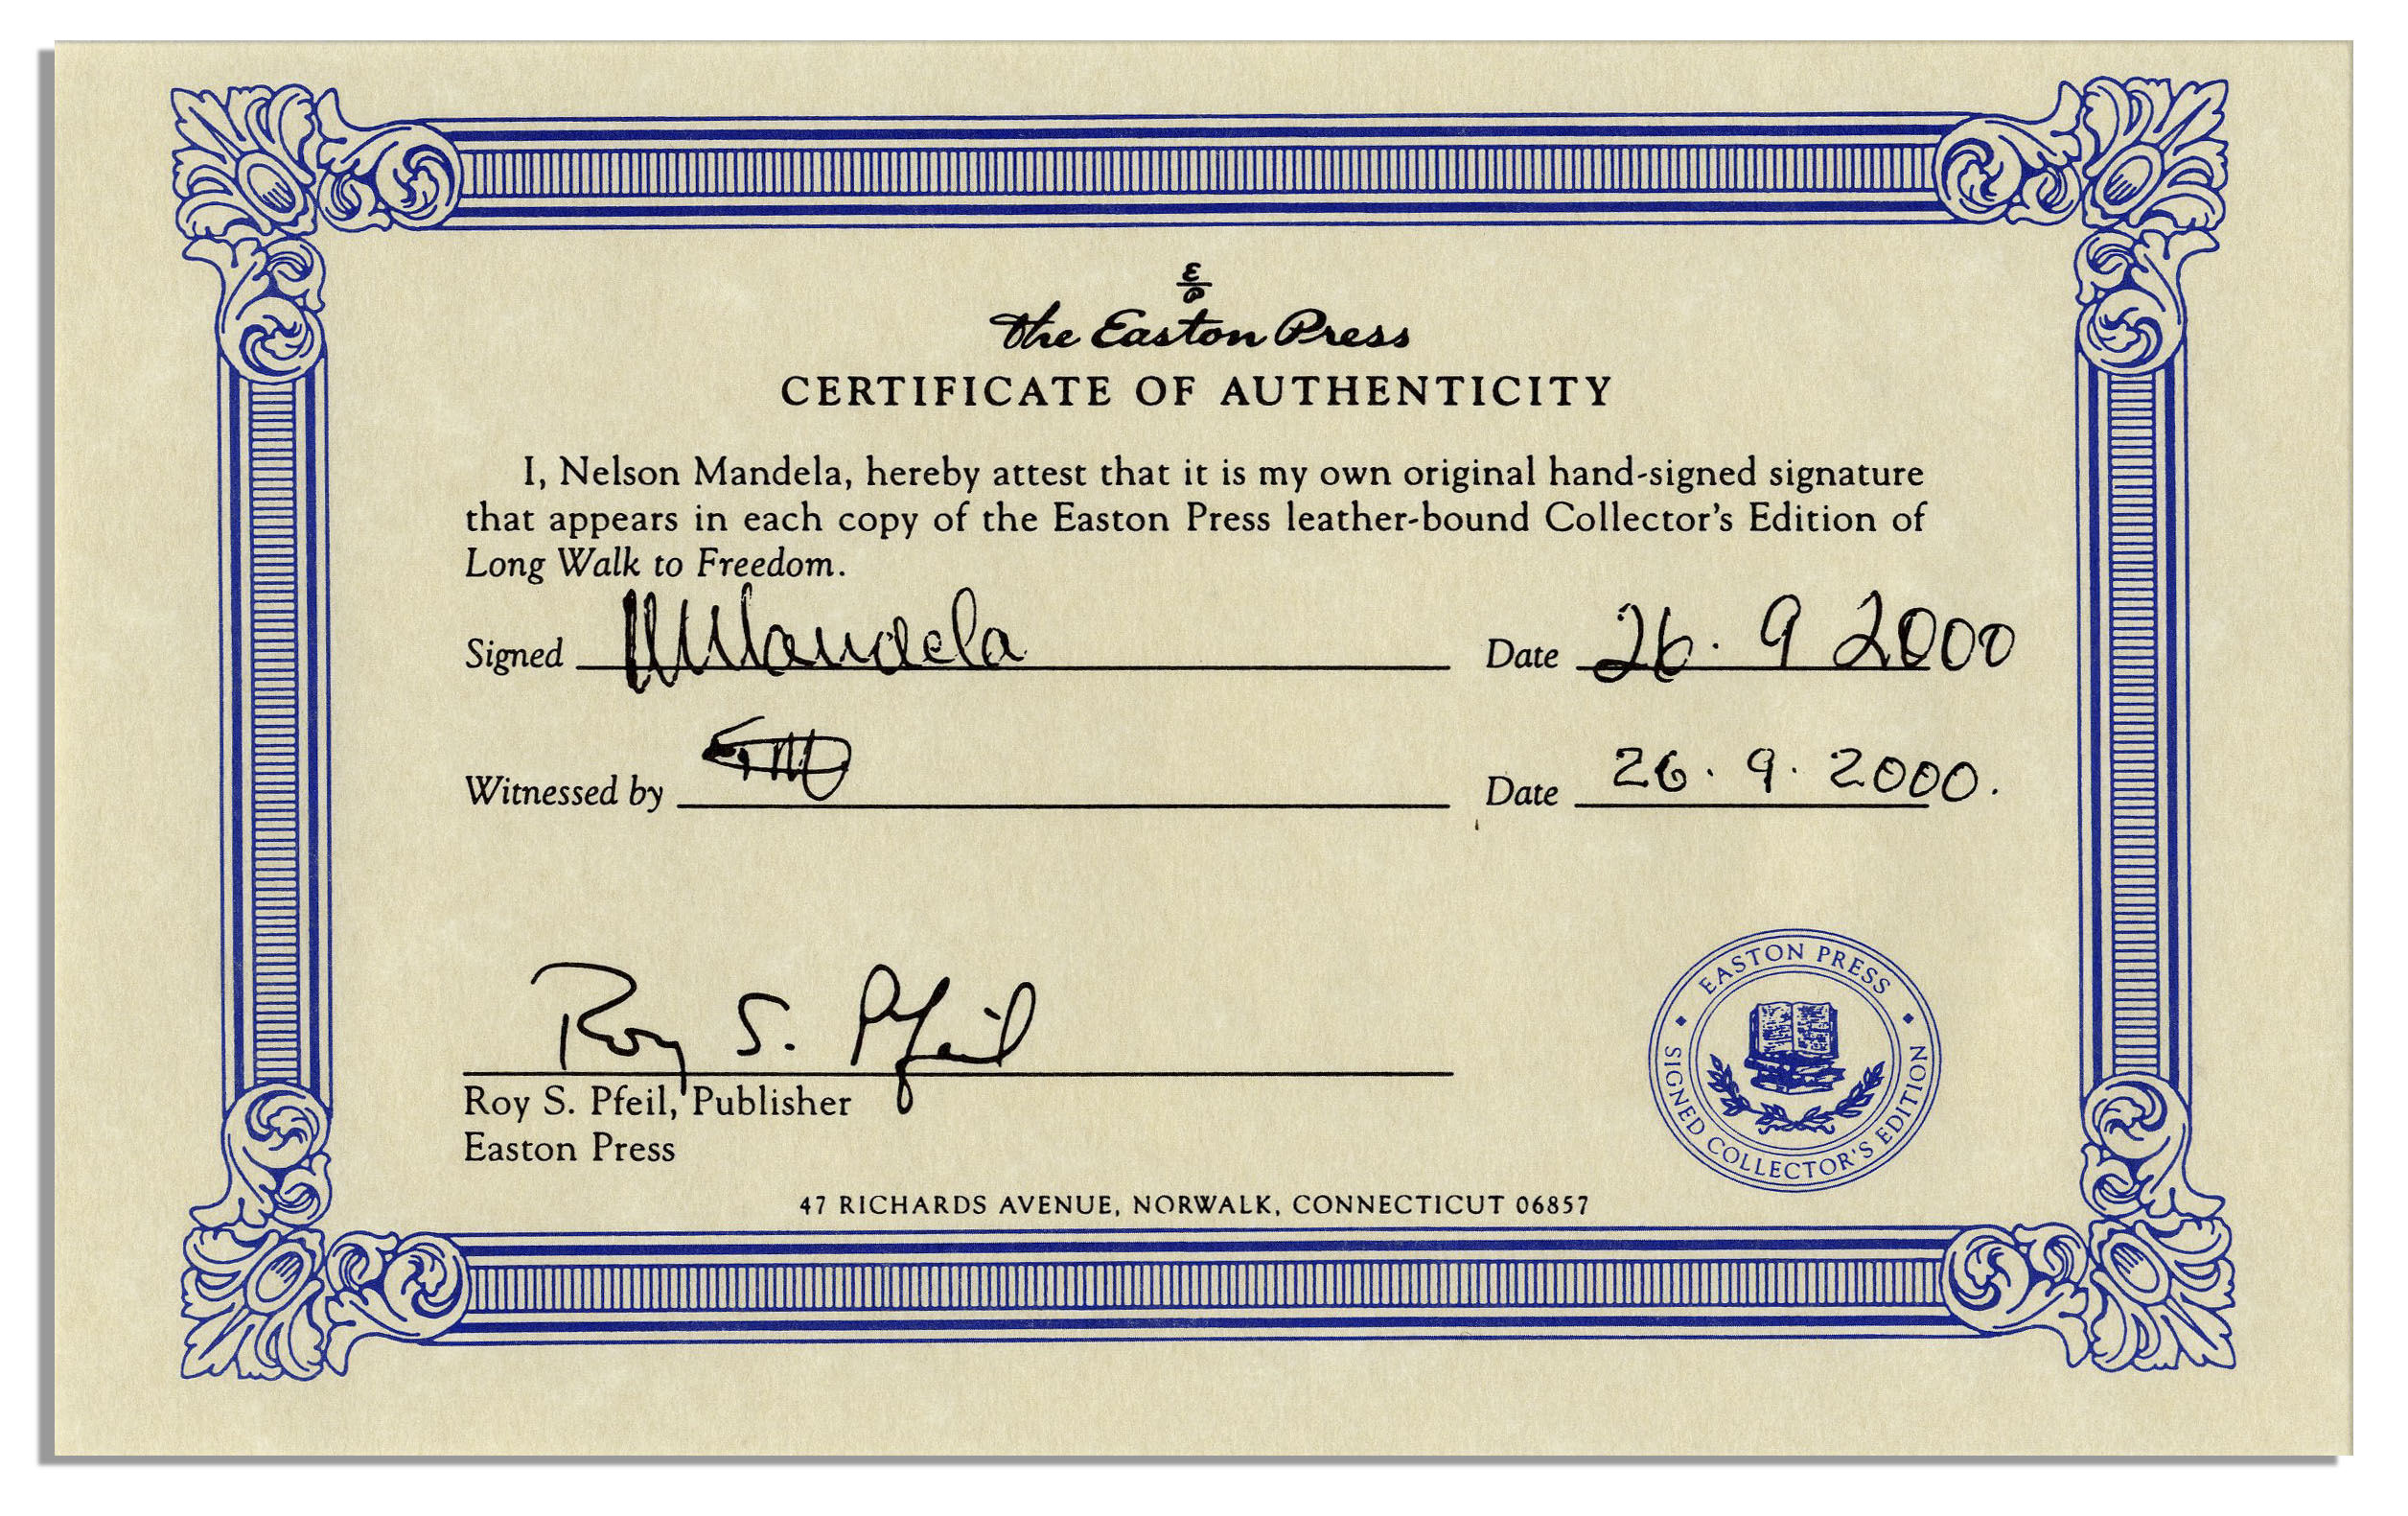 E
P
The Easton Press
CERTIFICATE OF AUTHENTICITY
I, Nelson Mandela, hereby attest that it is my own original hand-signed signature
that appears in each copy of the Easton Press leather-bound Collector's Edition of
Long Walk to Freedom.
Signed NMandela Date 26.9 2000
Witnessed by Date 26.9.2000.
Roy S. Pfeil
Roy S. Pfeil, Publisher
Easton Press
EASTON PRESS
SIGNED COLLECTOR'S EDITION
47 RICHARDS AVENUE, NORWALK, CONNECTICUT 06857